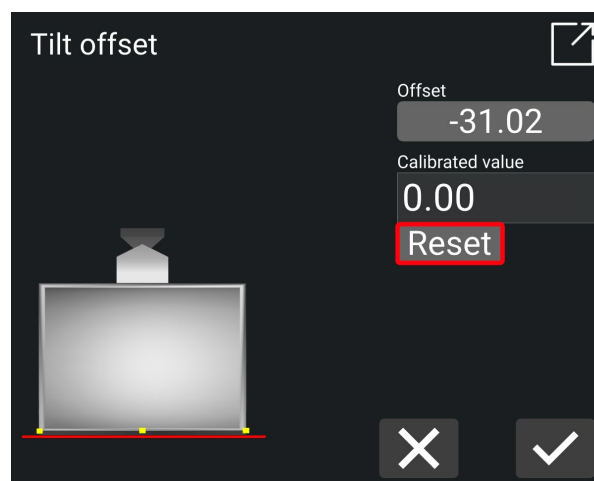 Tilt offset
Offset
-31.02
Calibrated value
0.00
Reset